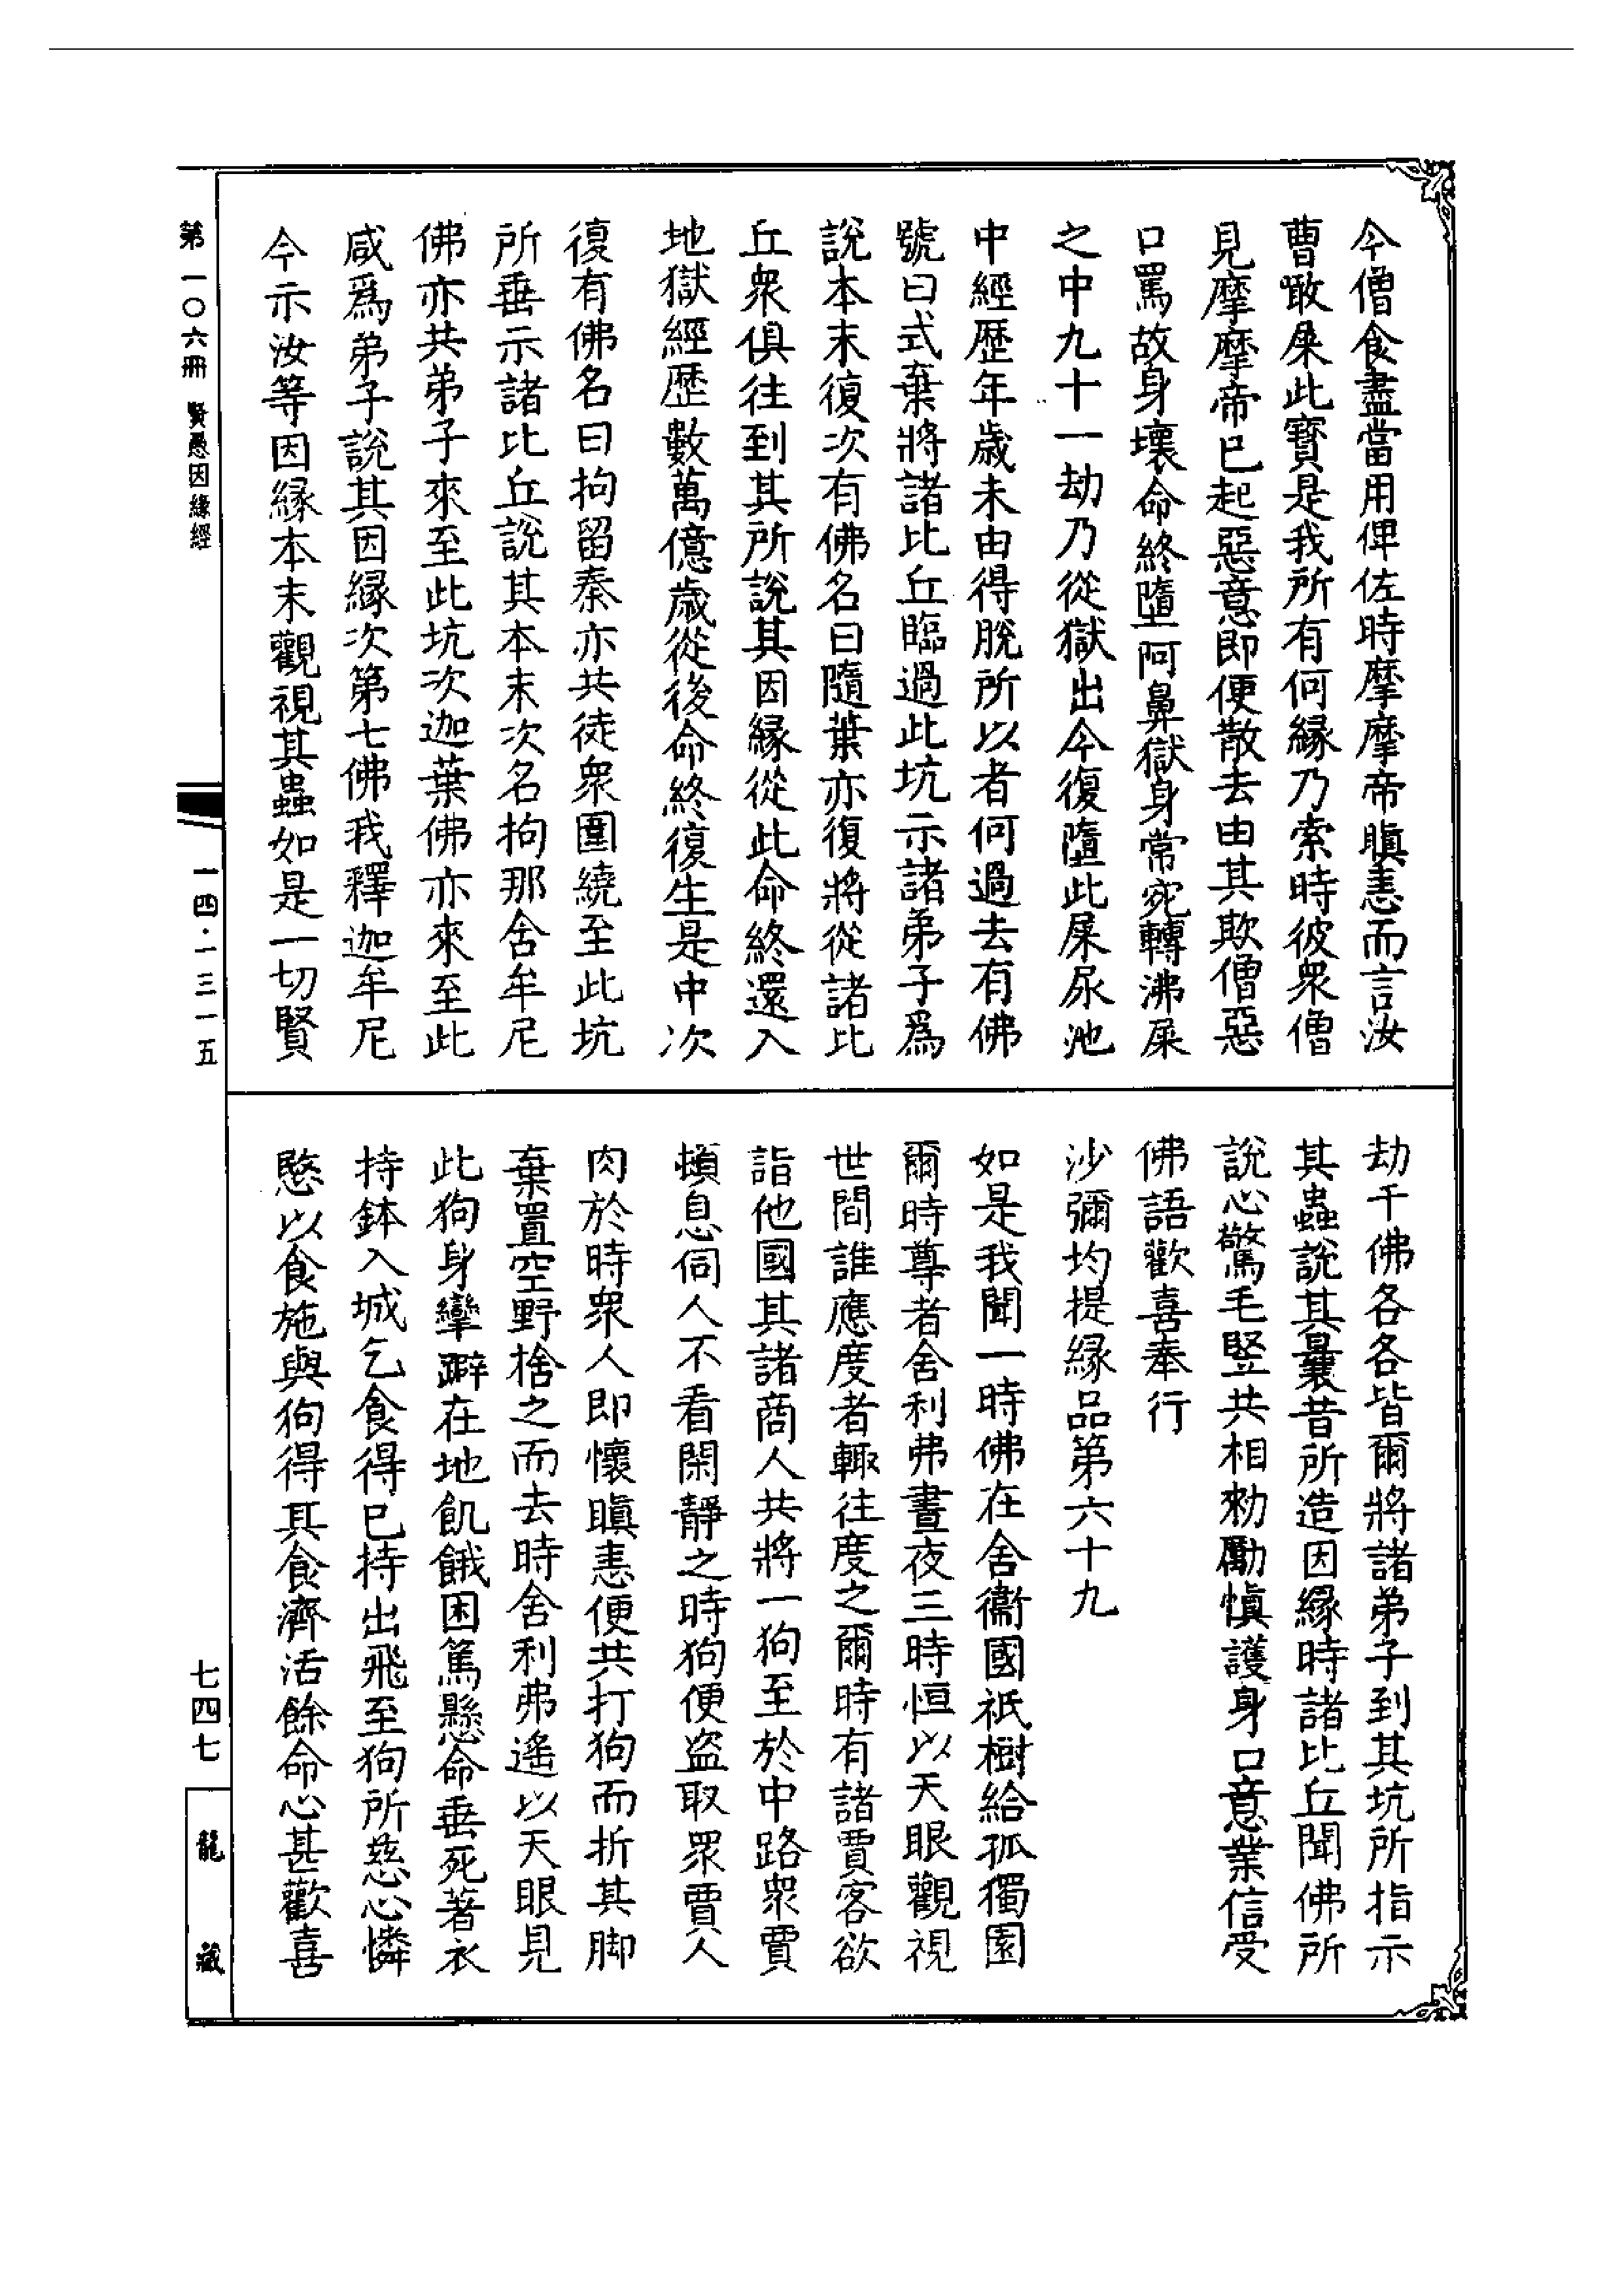 今僧食盡當用俾佐時摩摩帝瞋恚而言汝
曹噉屎此寶是我所有何緣乃索時彼眾僧
見摩摩帝已起惡意即便散去由其欺僧惡
口罵故身壞命終墮阿鼻獄身常宛轉沸屎
之中九十一劫乃從獄出今復墮此屎尿池
中經歷年歲未由得脫所以者何過去有佛
號曰式棄將諸比丘臨過此坑示諸弟子爲
說本末復次有佛名曰隨葉亦復將從諸比
丘眾俱往到其所說其因緣從此命終還入
地獄經歷數萬億歲從後命終復生是中次
復有佛名曰拘留秦亦共徒眾圍繞至此坑
所垂示諸比丘說其本末次名拘那舍牟尼
佛亦共弟子來至此坑次迦葉佛亦來至此
咸爲弟子說其因緣次第七佛我釋迦牟尼
今示汝等因緣本末觀視其蟲如是一切賢
劫千佛各各皆爾將諸弟子到其坑所指示
其蟲說其曩昔所造因緣時諸比丘聞佛所
說心驚毛竪共相勑勵慎護身口意業信受
佛語歡喜奉行
沙彌均提緣品第六十九
如是我聞一時佛在舍衞國祇樹給孤獨園
爾時尊者舍利弗晝夜三時恒以天眼觀視
世間誰應度者輒往度之爾時有諸賈客欲
詣他國其諸商人共將一狗至於中路眾賈
頓息伺人不看閑靜之時狗便盜取眾賈人
肉於時眾人即懷瞋恚便共打狗而折其脚
棄置空野捨之而去時舍利弗遙以天眼見
此狗身攣躃在地飢餓困篤懸命垂死著衣
持鉢入城乞食得已持出飛至狗所慈心憐
愍以食施與狗得其食濟活餘命心甚歡喜
第一〇六冊 賢愚因緣經
一四·一三一五
七四七
龍藏